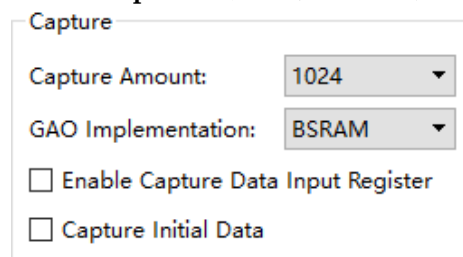 Capture
Capture Amount: 1024
GAO Implementation: BSRAM
Enable Capture Data Input Register
Capture Initial Data